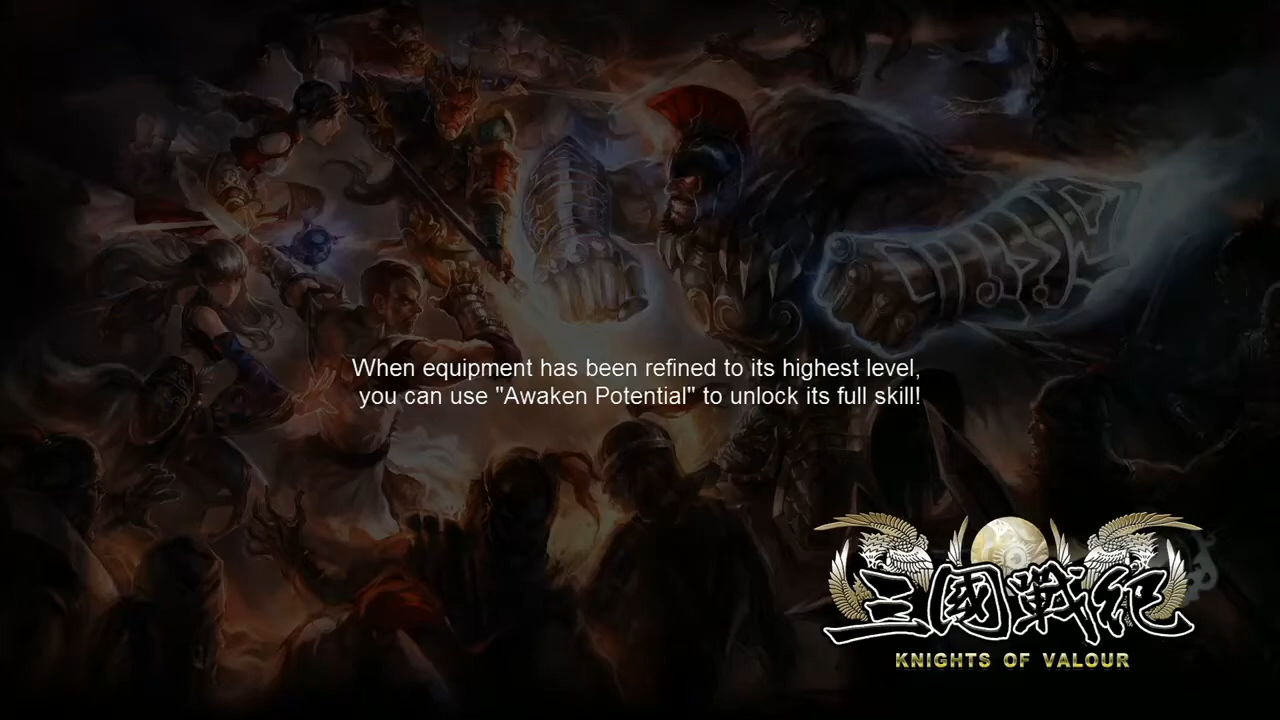 When equipment has been refined to its highest level,
you can use "Awaken Potential" to unlock its full skill!
三國戰紀
KNIGHTS OF VALOUR